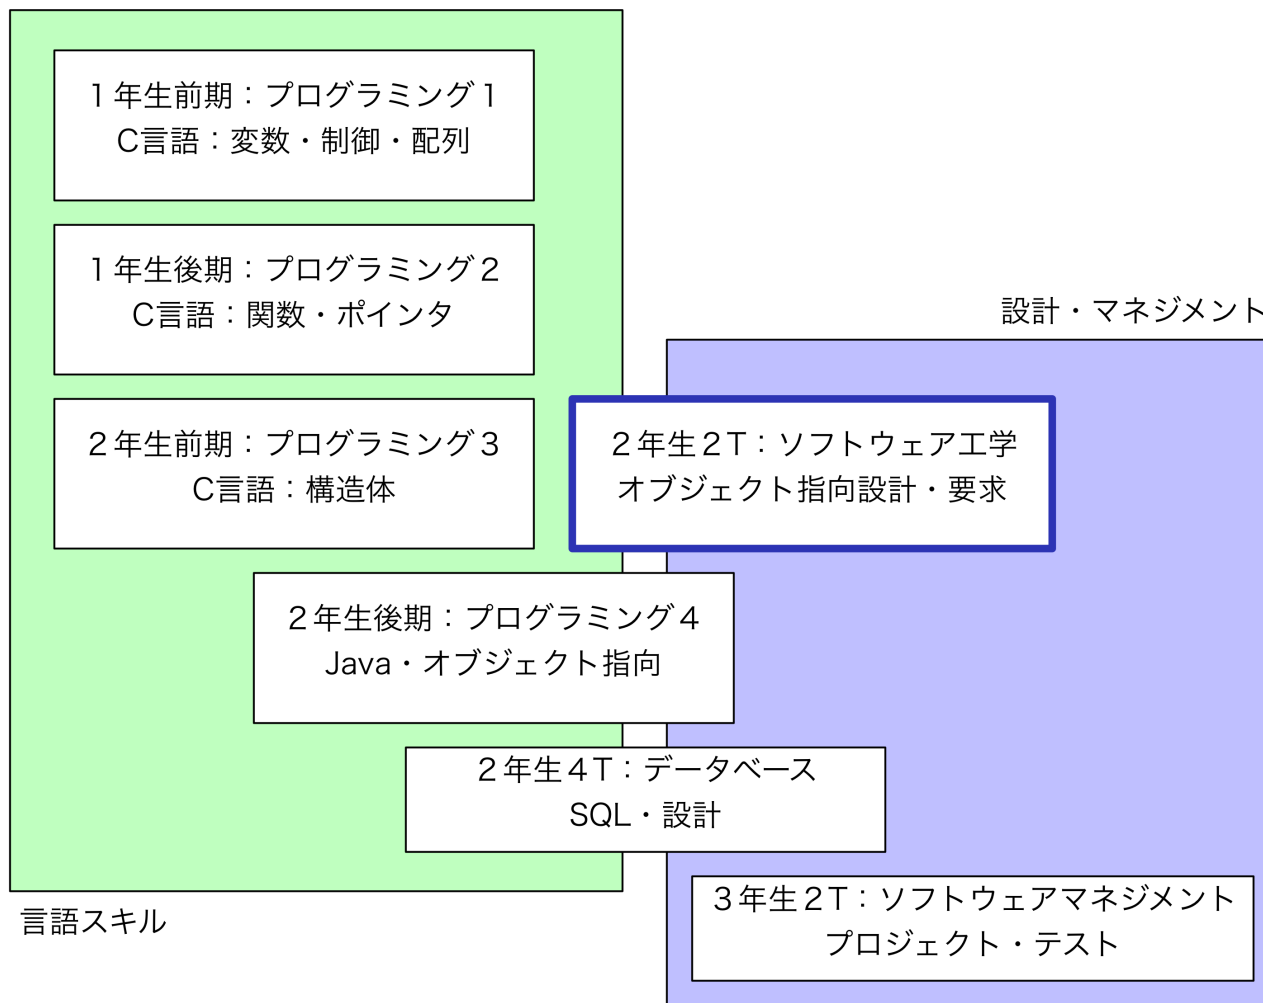 １年生前期：プログラミング１
C言語：変数・制御・配列
１年生後期：プログラミング２
C言語：関数・ポインタ
設計・マネジメント
２年生前期：プログラミング３
C言語：構造体
２年生２T：ソフトウェア工学
オブジェクト指向設計・要求
２年生後期：プログラミング４
Java・オブジェクト指向
２年生４T：データベース
SQL・設計
３年生２T：ソフトウェアマネジメント
プロジェクト・テスト
言語スキル